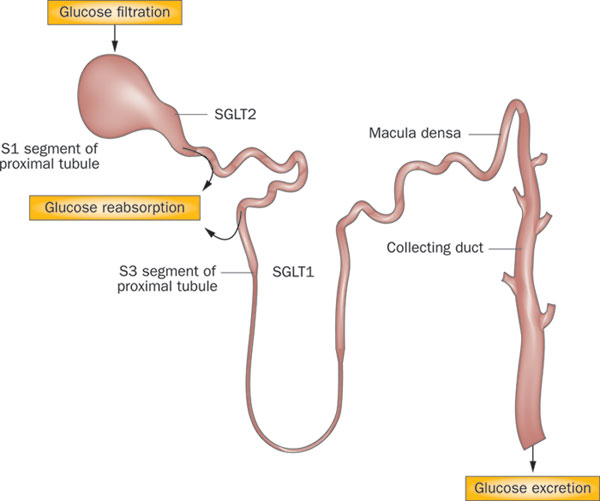 Glucose filtration
SGLT2
S1 segment of
proximal tubule
Macula densa
Glucose reabsorption
Collecting duct
S3 segment of
proximal tubule
SGLT1
Glucose excretion